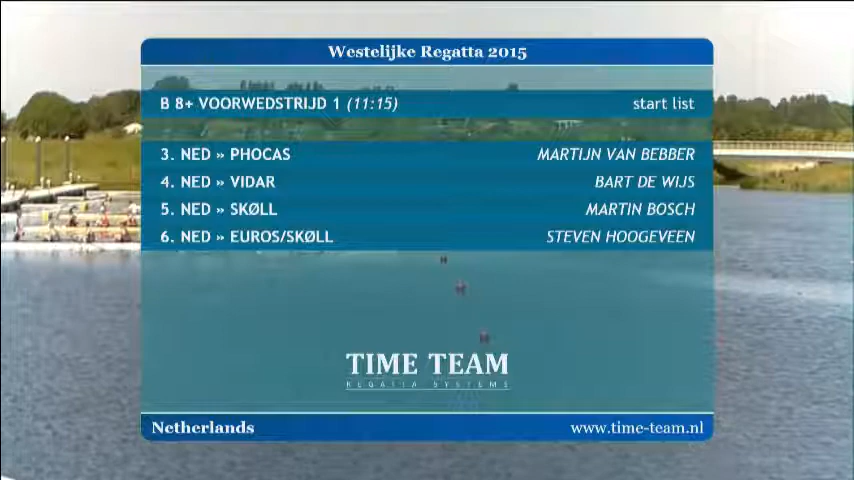 Westelijke Regatta 2015
B 8+ VOORWEDSTRIJD 1 (11:15) start list
3. NED » PHOCAS MARTIJN VAN BEBBER
4. NED » VIDAR BART DE WIJS
5. NED » SKØLL MARTIN BOSCH
6. NED » EUROS/SKØLL STEVEN HOOGEVEEN
TIME TEAM
REGATTA SYSTEMS
Netherlands www.time-team.nl